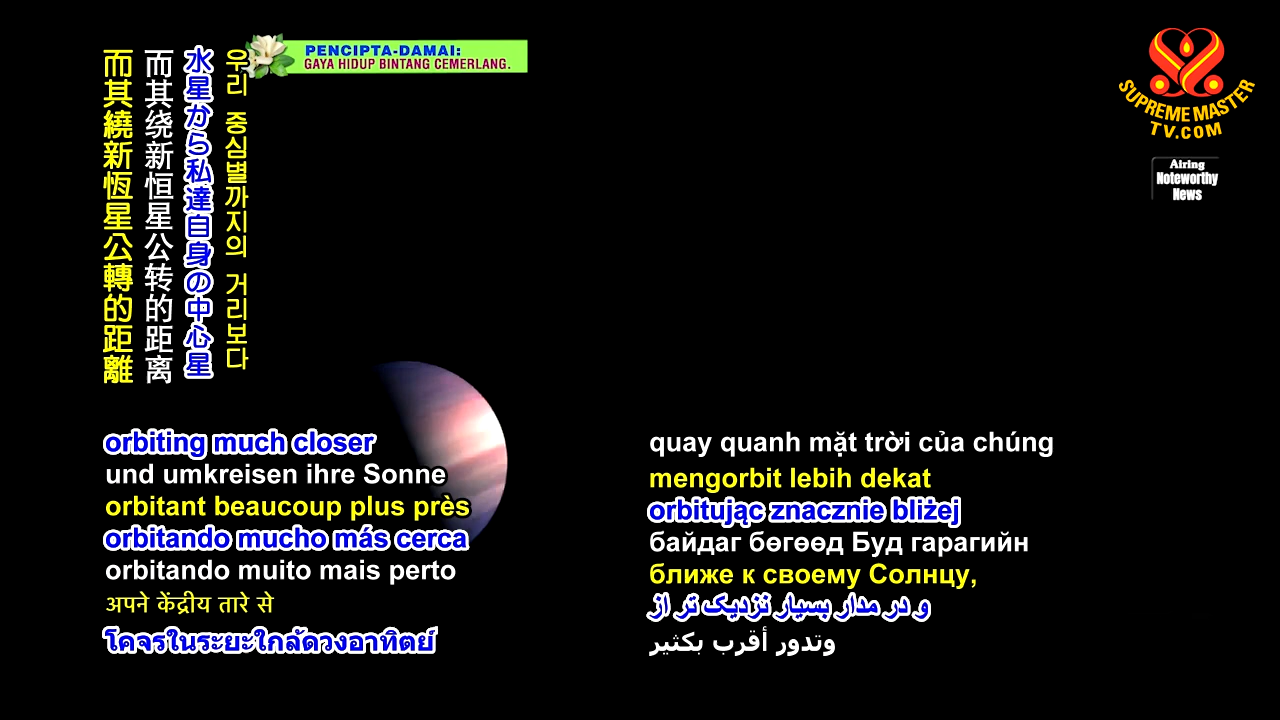 PENCIPTA-DAMAI:
GAYA HIDUP BINTANG CEMERLANG.
SUPREME MASTER
TV.COM
Airing
Noteworthy
News
而其繞新恆星公轉的距離
而其绕新恒星公转的距离
水星から私達自身の中心星
우리 중심별까지의 거리보다
orbiting much closer
und umkreisen ihre Sonne
orbitant beaucoup plus près
orbitando mucho más cerca
orbitando muito mais perto
अपने केंद्रीय तारे से
โคจรในระยะใกล้ดวงอาทิตย์
quay quanh mặt trời của chúng
mengorbit lebih dekat
orbitując znacznie bliżej
байдаг бөгөөд Буд гарагийн
ближе к своему Солнцу,
و در مدار بسیار نزدیک تر از
وتدور أقرب بكثير